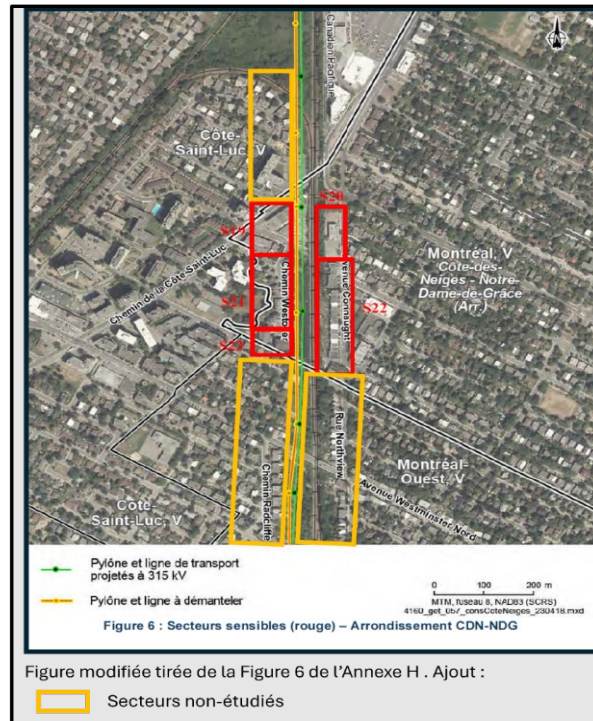 Canadien Pacifique
Côte-
Saint-Luc, V
S20
S19
Montréal, V
Côte-des-
Neiges - Notre-
Dame-de-Grâce
(Arr.)
Chemin de la Côte-Saint-Luc
Chemin Westover
Avenue Connaught
S21
S22
S23
Rue Northview
Montréal-
Ouest, V
Chemin Radcliffe
Avenue Westminster Nord
Côte-
Saint-Luc, V
Pylône et ligne de transport
projetés à 315 kV
Pylône et ligne à démanteler
0 100 200 m
MTM, fuseau 8, NAD83 (SCRS)
4160_get_057_consCoteNeiges_230418.mxd
Figure 6 : Secteurs sensibles (rouge) – Arrondissement CDN-NDG
Figure modifiée tirée de la Figure 6 de l'Annexe H . Ajout :
Secteurs non-étudiés